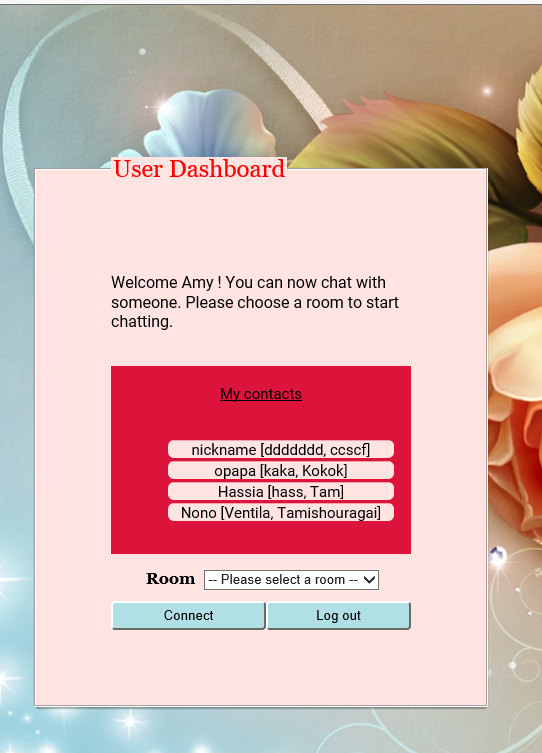 User Dashboard
Welcome Amy ! You can now chat with
someone. Please choose a room to start
chatting.
My contacts
nickname [ddddddd, ccscf]
opapa [kaka, Kokok]
Hassia [hass, Tam]
Nono [Ventila, Tamishouragai]
Room -- Please select a room --
Connect Log out